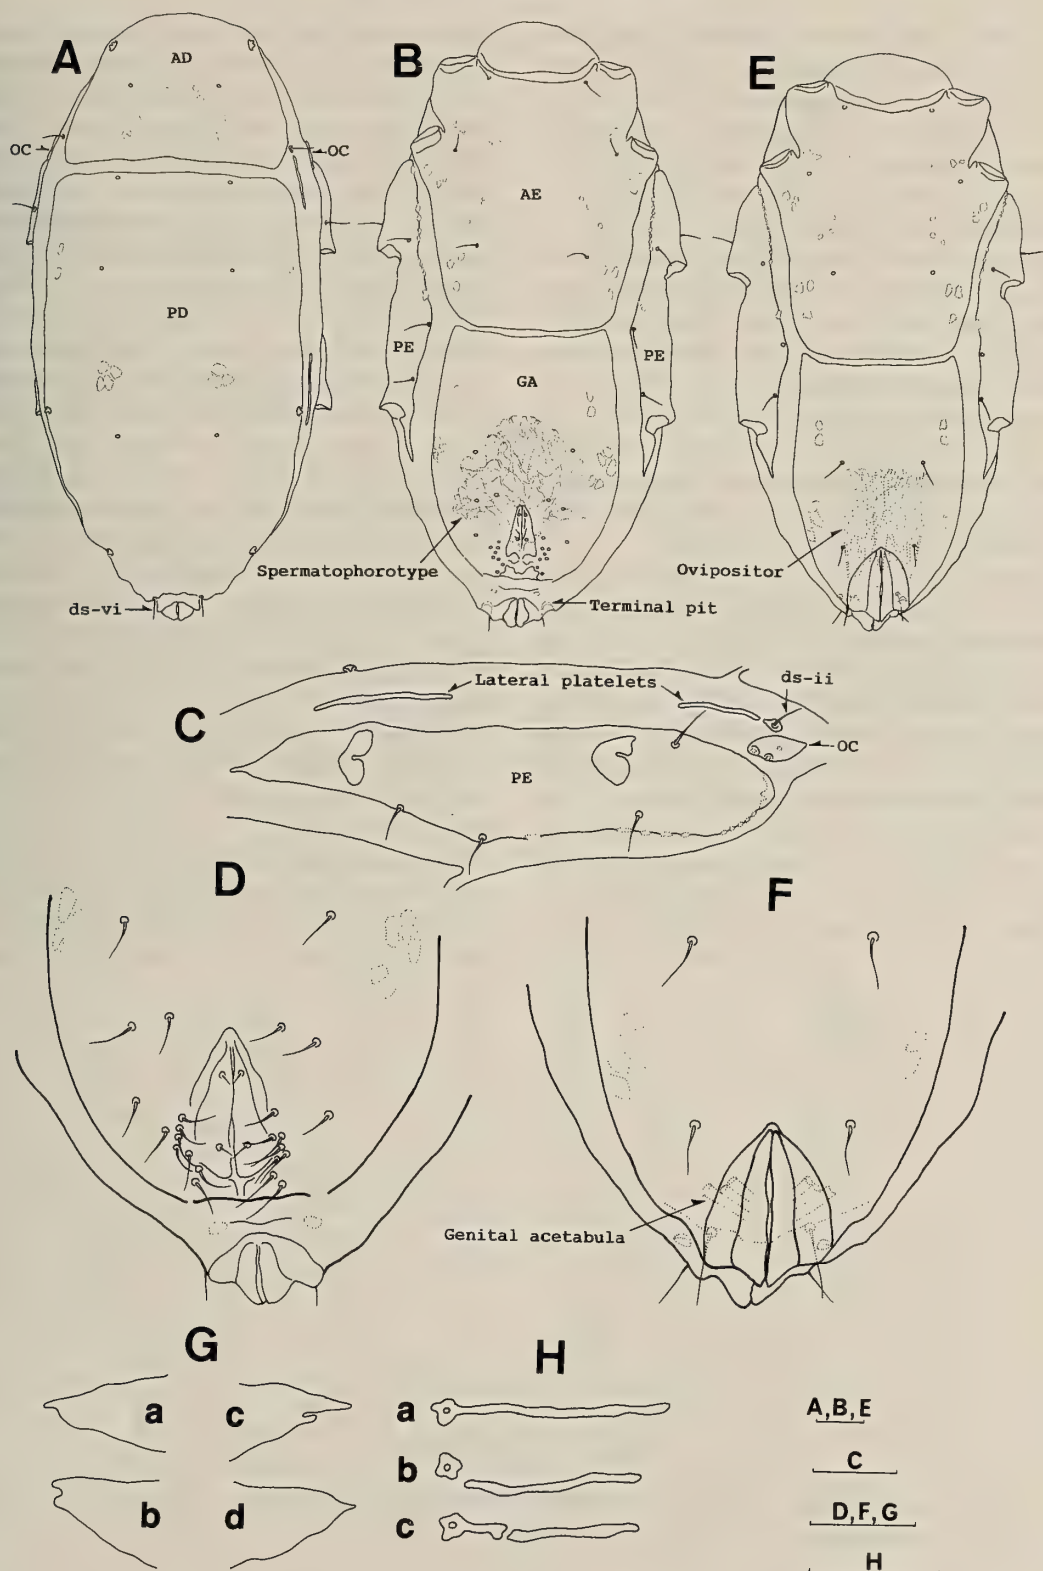 A
AD
OC
OC
PD
ds-vi
B
AE
PE
PE
GA
Spermatophorotype
Terminal pit
E
Ovipositor
C
Lateral platelets
ds-ii
OC
PE
D
F
Genital acetabula
G
a
c
b
d
H
a
b
c
A,B,E
C
D,F,G
H